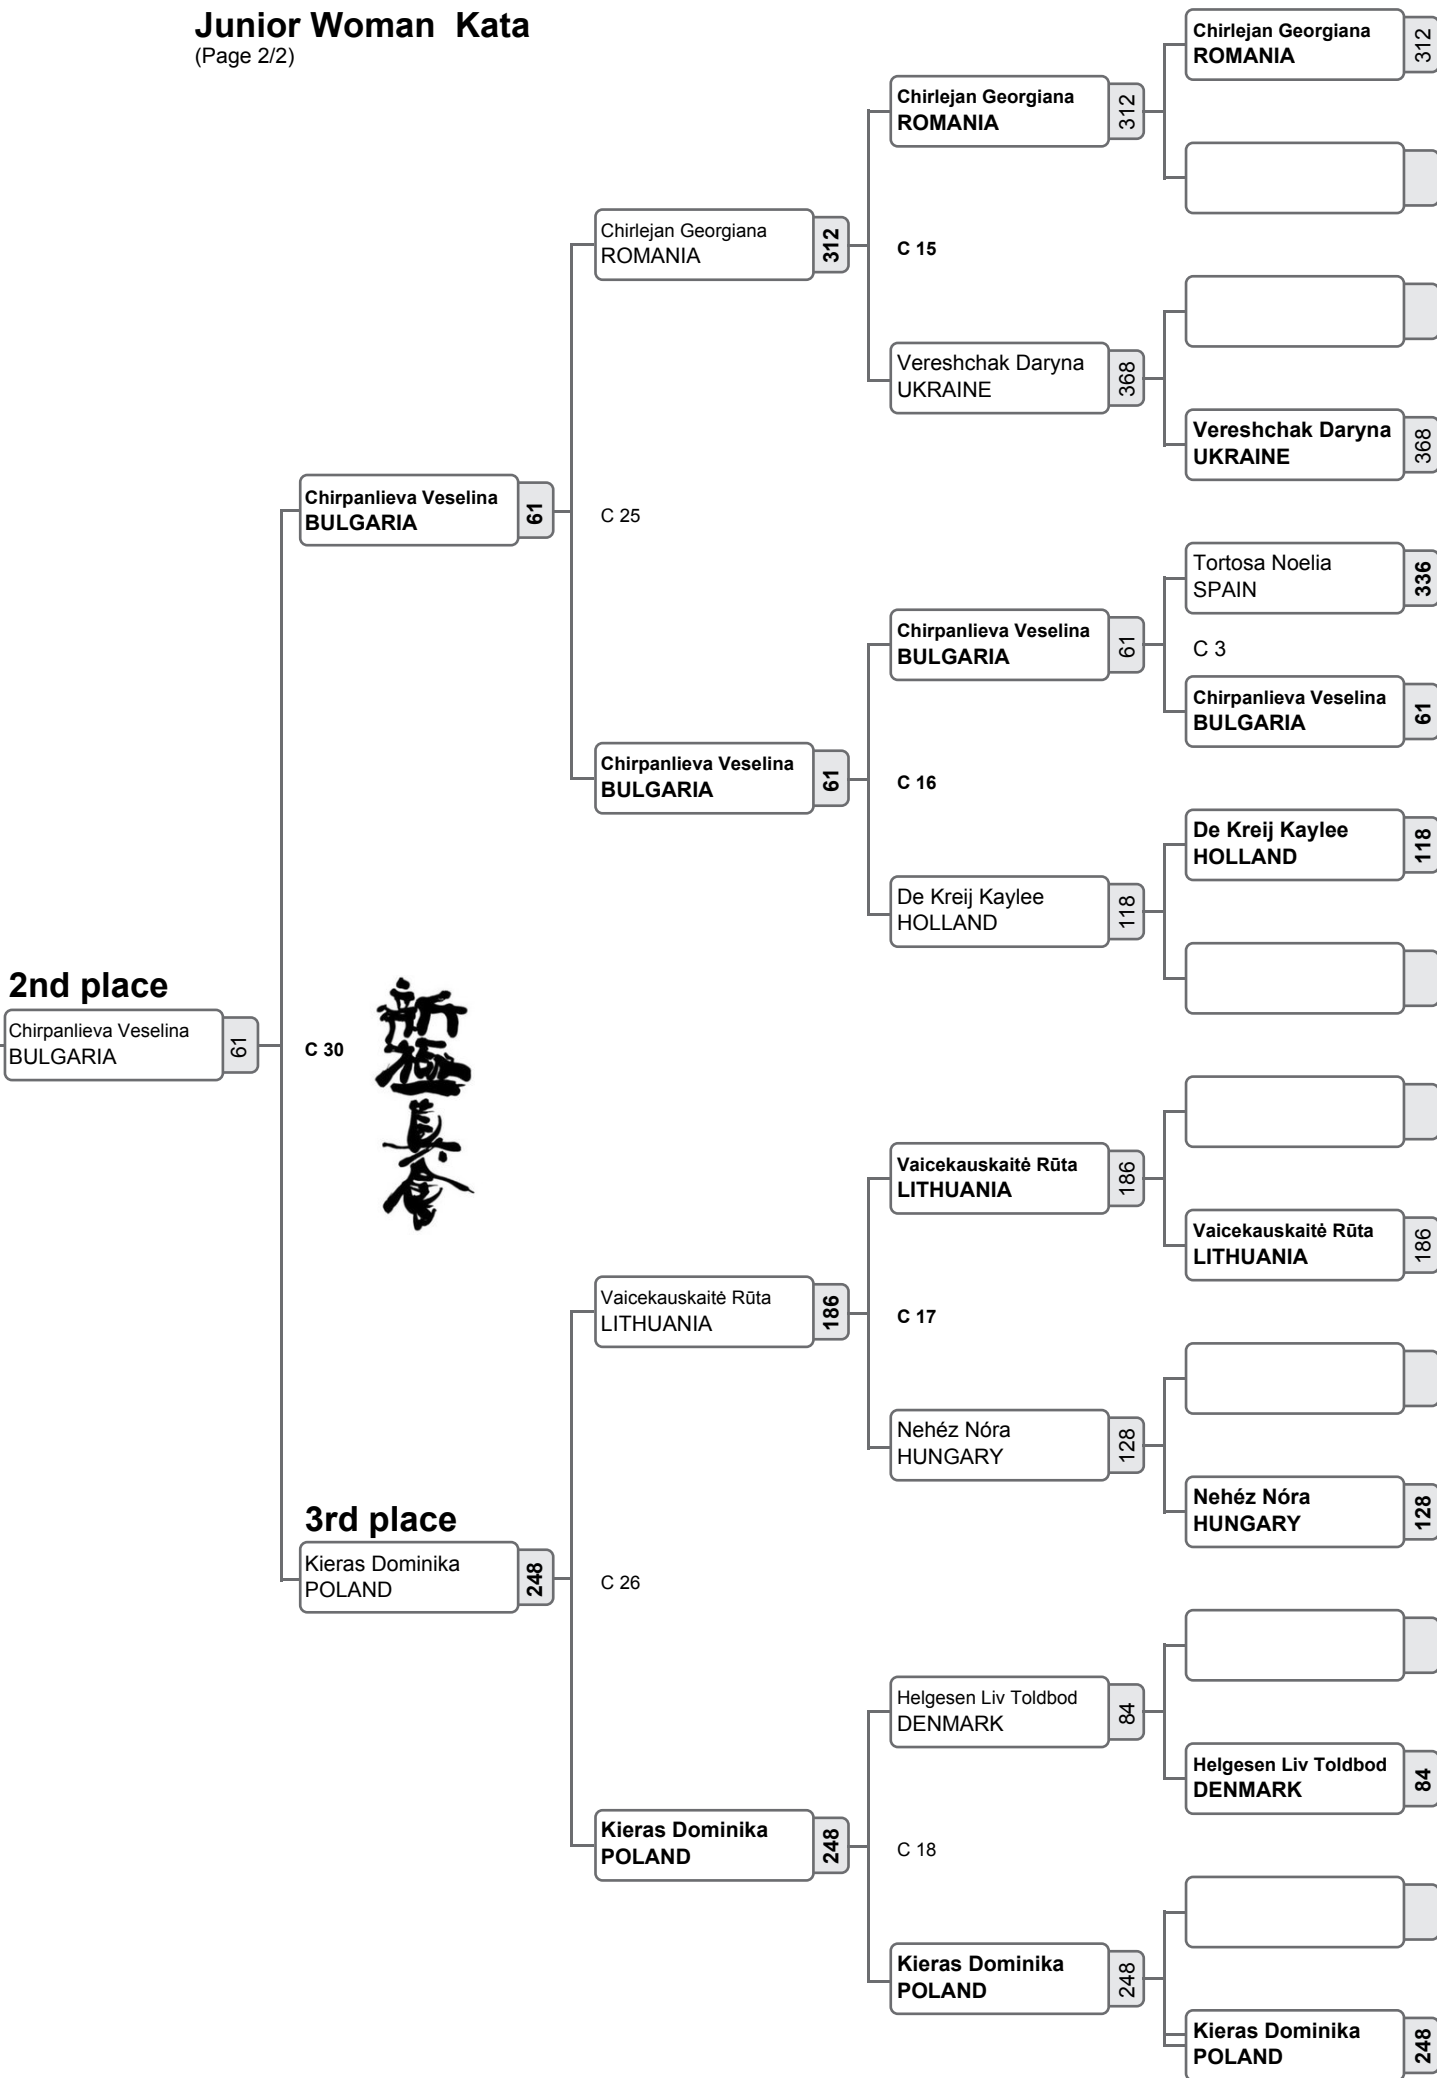 Junior Woman Kata
(Page 2/2)
Chirlejan Georgiana
ROMANIA
312
Chirlejan Georgiana
ROMANIA
312
Chirlejan Georgiana
ROMANIA
312
C 15
Vereshchak Daryna
UKRAINE
368
Vereshchak Daryna
UKRAINE
368
Chirpanlieva Veselina
BULGARIA
61
C 25
Tortosa Noelia
SPAIN
336
Chirpanlieva Veselina
BULGARIA
61
C 3
Chirpanlieva Veselina
BULGARIA
61
Chirpanlieva Veselina
BULGARIA
61
C 16
De Kreij Kaylee
HOLLAND
118
De Kreij Kaylee
HOLLAND
118
2nd place
Chirpanlieva Veselina
BULGARIA
61
C 30
新
極
真
會
Vaicekauskaitė Rūta
LITHUANIA
186
Vaicekauskaitė Rūta
LITHUANIA
186
Vaicekauskaitė Rūta
LITHUANIA
186
C 17
Nehéz Nóra
HUNGARY
128
Nehéz Nóra
HUNGARY
128
3rd place
Kieras Dominika
POLAND
248
C 26
Helgesen Liv Toldbod
DENMARK
84
Helgesen Liv Toldbod
DENMARK
84
Kieras Dominika
POLAND
248
C 18
Kieras Dominika
POLAND
248
Kieras Dominika
POLAND
248